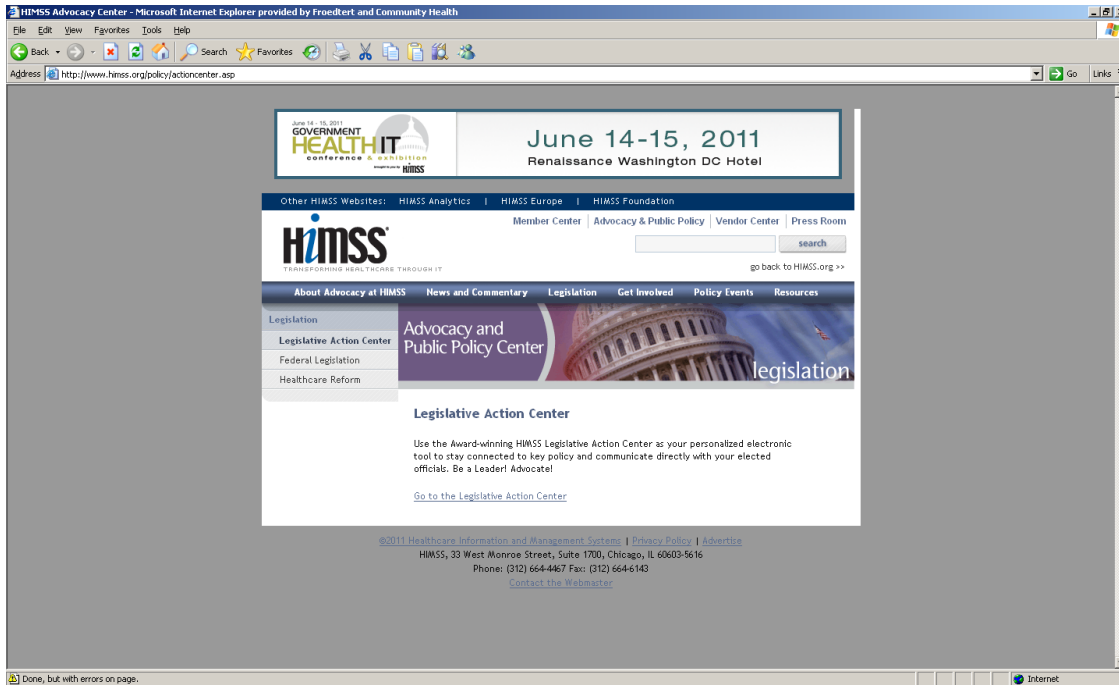 HIMSS Advocacy Center - Microsoft Internet Explorer provided by Froedtert and Community Health
File Edit View Favorites Tools Help
Back Search Favorites
Address http://www.himss.org/policy/actioncenter.asp Go Links
June 14 - 15, 2011
GOVERNMENT
HEALTH IT
conference & exhibition
brought to you by HIMSS
June 14-15, 2011
Renaissance Washington DC Hotel
Other HIMSS Websites: HIMSS Analytics | HIMSS Europe | HIMSS Foundation
Member Center | Advocacy & Public Policy | Vendor Center | Press Room
HIMSS
TRANSFORMING HEALTHCARE THROUGH IT
search
go back to HIMSS.org >>
About Advocacy at HIMSS News and Commentary Legislation Get Involved Policy Events Resources
Legislation
Legislative Action Center
Federal Legislation
Healthcare Reform
Advocacy and
Public Policy Center
legislation
Legislative Action Center
Use the Award-winning HIMSS Legislative Action Center as your personalized electronic
tool to stay connected to key policy and communicate directly with your elected
officials. Be a Leader! Advocate!
Go to the Legislative Action Center
©2011 Healthcare Information and Management Systems | Privacy Policy | Advertise
HIMSS, 33 West Monroe Street, Suite 1700, Chicago, IL 60603-5616
Phone: (312) 664-4467 Fax: (312) 664-6143
Contact the Webmaster
Done, but with errors on page. Internet